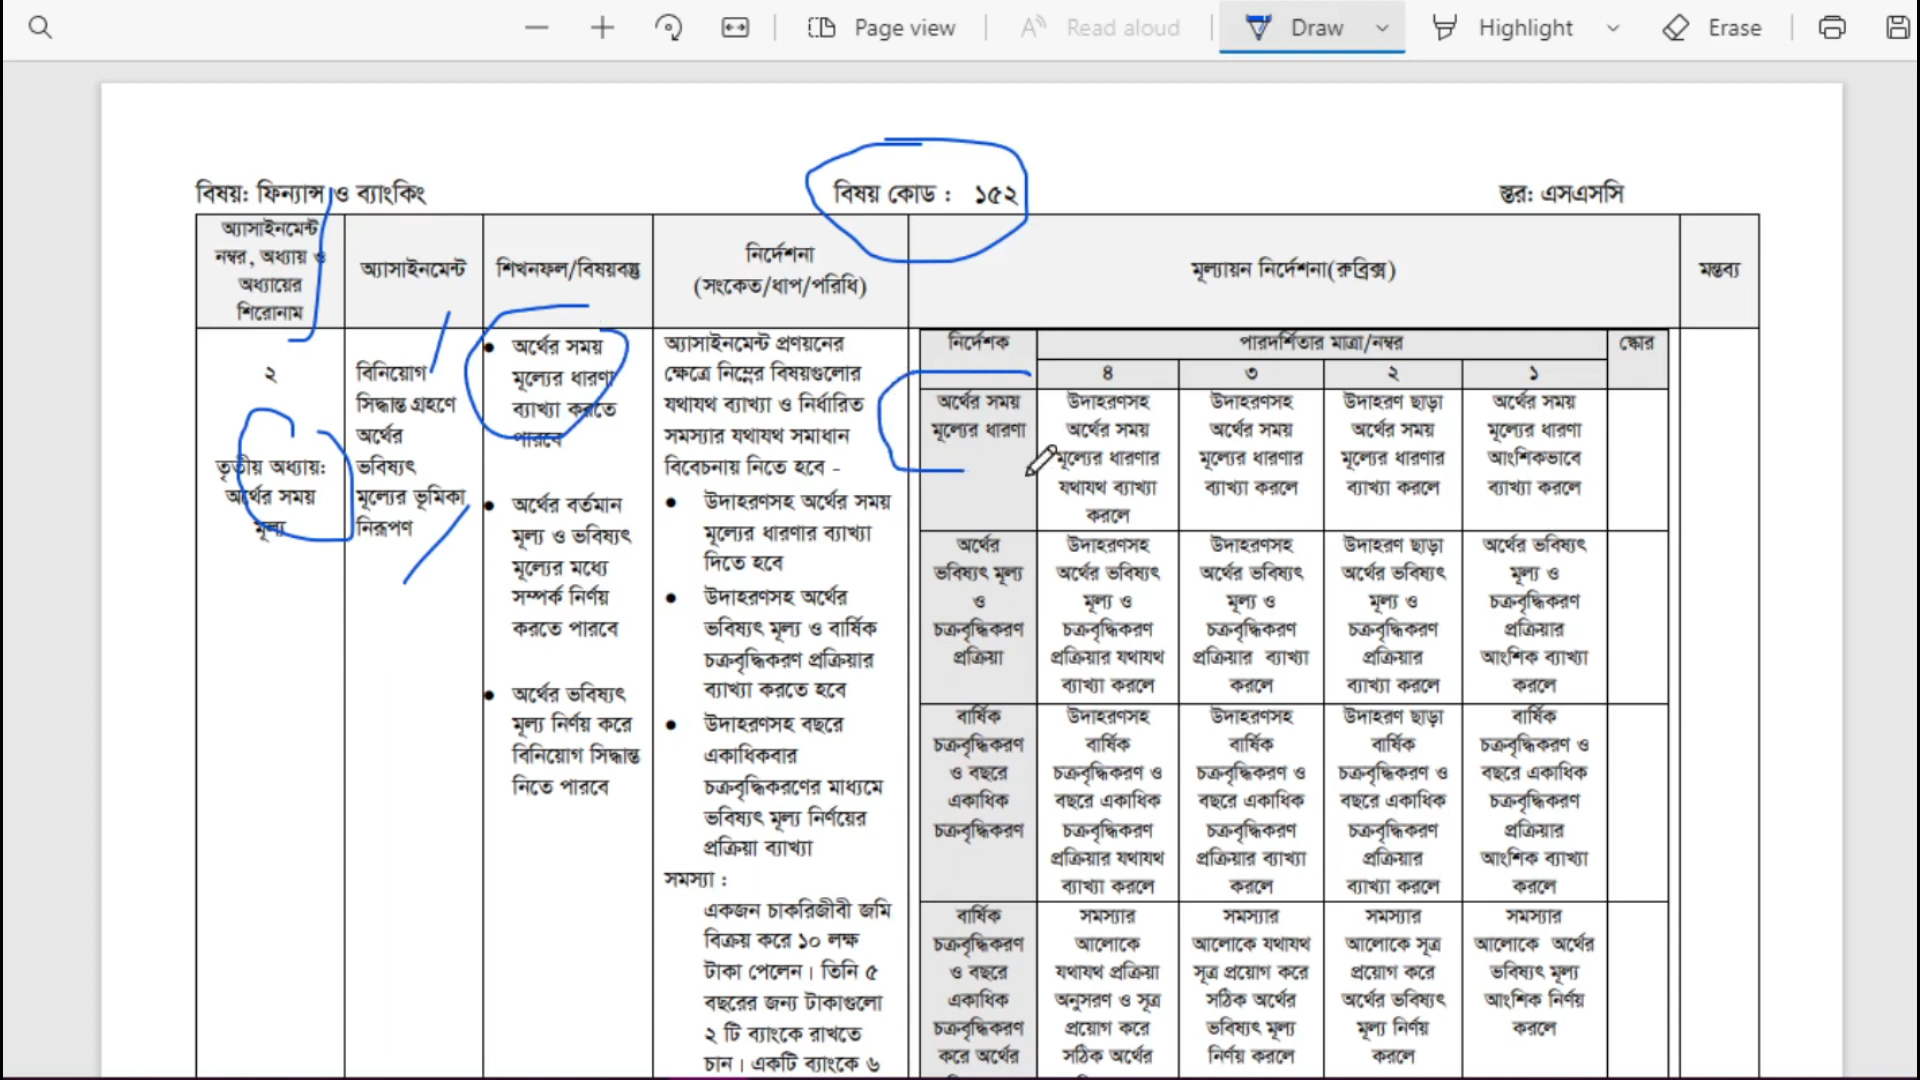 Page view
Read aloud
Draw
Highlight
Erase
বিষয়: ফিন্যান্স ও ব্যাংকিং
বিষয় কোড : ১৫২
স্তর: এসএসসি
অ্যাসাইনমেন্ট
নম্বর, অধ্যায় ও
অধ্যায়ের
শিরোনাম
অ্যাসাইনমেন্ট
শিখনফল/বিষয়বস্তু
নির্দেশনা
(সংকেত/ধাপ/পরিধি)
মূল্যায়ন নির্দেশনা(রুব্রিক্স)
মন্তব্য
২
তৃতীয় অধ্যায়:
অর্থের সময়
মূল্য
বিনিয়োগ
সিদ্ধান্ত গ্রহণে
অর্থের
ভবিষ্যৎ
মূল্যের ভূমিকা
নিরূপণ
● অর্থের সময়
মূল্যের ধারণা
ব্যাখ্যা করতে
পারবে
● অর্থের বর্তমান
মূল্য ও ভবিষ্যৎ
মূল্যের মধ্যে
সম্পর্ক নির্ণয়
করতে পারবে
● অর্থের ভবিষ্যৎ
মূল্য নির্ণয় করে
বিনিয়োগ সিদ্ধান্ত
নিতে পারবে
অ্যাসাইনমেন্ট প্রণয়নের
ক্ষেত্রে নিম্নের বিষয়গুলোর
যথাযথ ব্যাখ্যা ও নির্ধারিত
সমস্যার যথাযথ সমাধান
বিবেচনায় নিতে হবে -
● উদাহরণসহ অর্থের সময়
মূল্যের ধারণার ব্যাখ্যা
দিতে হবে
● উদাহরণসহ অর্থের
ভবিষ্যৎ মূল্য ও বার্ষিক
চক্রবৃদ্ধিকরণ প্রক্রিয়ার
ব্যাখ্যা করতে হবে
● উদাহরণসহ বছরে
একাধিকবার
চক্রবৃদ্ধিকরণের মাধ্যমে
ভবিষ্যৎ মূল্য নির্ণয়ের
প্রক্রিয়া ব্যাখ্যা
সমস্যা :
একজন চাকরিজীবী জমি
বিক্রয় করে ১০ লক্ষ
টাকা পেলেন। তিনি ৫
বছরের জন্য টাকাগুলো
২ টি ব্যাংকে রাখতে
চান। একটি ব্যাংকে ৬
নির্দেশক
পারদর্শিতার মাত্রা/নম্বর
স্কোর
৪ ৩ ২ ১
অর্থের সময়
মূল্যের ধারণা
উদাহরণসহ
অর্থের সময়
মূল্যের ধারণার
যথাযথ ব্যাখ্যা
করলে
উদাহরণসহ
অর্থের সময়
মূল্যের ধারণার
ব্যাখ্যা করলে
উদাহরণ ছাড়া
অর্থের সময়
মূল্যের ধারণার
ব্যাখ্যা করলে
অর্থের সময়
মূল্যের ধারণা
আংশিকভাবে
ব্যাখ্যা করলে
অর্থের
ভবিষ্যৎ মূল্য
ও
চক্রবৃদ্ধিকরণ
প্রক্রিয়া
উদাহরণসহ
অর্থের ভবিষ্যৎ
মূল্য ও
চক্রবৃদ্ধিকরণ
প্রক্রিয়ার যথাযথ
ব্যাখ্যা করলে
উদাহরণসহ
অর্থের ভবিষ্যৎ
মূল্য ও
চক্রবৃদ্ধিকরণ
প্রক্রিয়ার ব্যাখ্যা
করলে
উদাহরণ ছাড়া
অর্থের ভবিষ্যৎ
মূল্য ও
চক্রবৃদ্ধিকরণ
প্রক্রিয়ার
ব্যাখ্যা করলে
অর্থের ভবিষ্যৎ
মূল্য ও
চক্রবৃদ্ধিকরণ
প্রক্রিয়ার
আংশিক ব্যাখ্যা
করলে
বার্ষিক
চক্রবৃদ্ধিকরণ
ও বছরে
একাধিক
চক্রবৃদ্ধিকরণ
উদাহরণসহ
বার্ষিক
চক্রবৃদ্ধিকরণ ও
বছরে একাধিক
চক্রবৃদ্ধিকরণ
প্রক্রিয়ার যথাযথ
ব্যাখ্যা করলে
উদাহরণসহ
বার্ষিক
চক্রবৃদ্ধিকরণ ও
বছরে একাধিক
চক্রবৃদ্ধিকরণ
প্রক্রিয়ার ব্যাখ্যা
করলে
উদাহরণ ছাড়া
বার্ষিক
চক্রবৃদ্ধিকরণ ও
বছরে একাধিক
চক্রবৃদ্ধিকরণ
প্রক্রিয়ার
ব্যাখ্যা করলে
বার্ষিক
চক্রবৃদ্ধিকরণ ও
বছরে একাধিক
চক্রবৃদ্ধিকরণ
প্রক্রিয়ার
আংশিক ব্যাখ্যা
করলে
বার্ষিক
চক্রবৃদ্ধিকরণ
ও বছরে
একাধিক
চক্রবৃদ্ধিকরণ
করে অর্থের
সমস্যার
আলোকে
যথাযথ প্রক্রিয়া
অনুসরণ ও সূত্র
প্রয়োগ করে
সঠিক অর্থের
সমস্যার
আলোকে যথাযথ
সূত্র প্রয়োগ করে
সঠিক অর্থের
ভবিষ্যৎ মূল্য
নির্ণয় করলে
সমস্যার
আলোকে সূত্র
প্রয়োগ করে
অর্থের ভবিষ্যৎ
মূল্য নির্ণয়
করলে
সমস্যার
আলোকে অর্থের
ভবিষ্যৎ মূল্য
আংশিক নির্ণয়
করলে